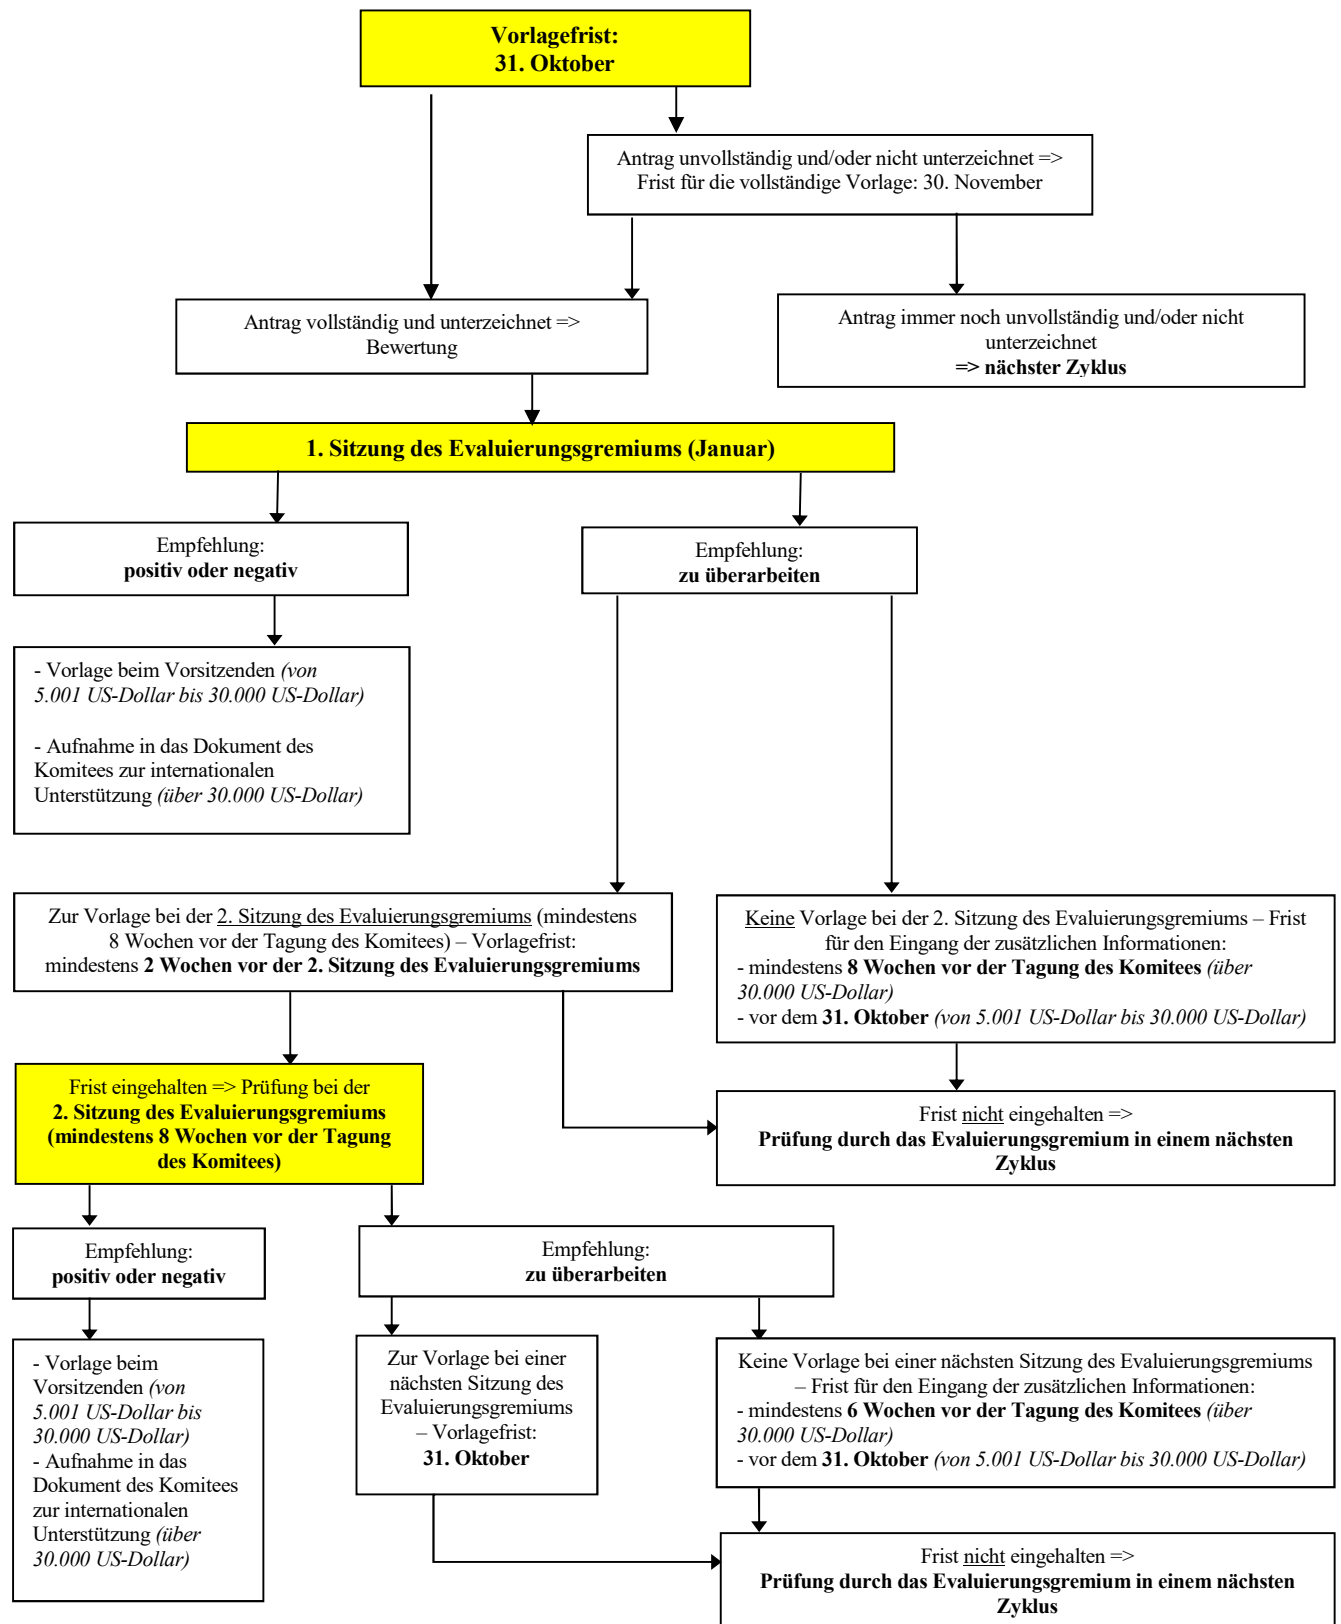 Vorlagefrist:
31. Oktober
Antrag unvollständig und/oder nicht unterzeichnet =>
Frist für die vollständige Vorlage: 30. November
Antrag vollständig und unterzeichnet =>
Bewertung
Antrag immer noch unvollständig und/oder nicht
unterzeichnet
=> nächster Zyklus
1. Sitzung des Evaluierungsgremiums (Januar)
Empfehlung:
positiv oder negativ
Empfehlung:
zu überarbeiten
- Vorlage beim Vorsitzenden (von
5.001 US-Dollar bis 30.000 US-Dollar)
- Aufnahme in das Dokument des
Komitees zur internationalen
Unterstützung (über 30.000 US-Dollar)
Zur Vorlage bei der 2. Sitzung des Evaluierungsgremiums (mindestens
8 Wochen vor der Tagung des Komitees) – Vorlagefrist:
mindestens 2 Wochen vor der 2. Sitzung des Evaluierungsgremiums
Keine Vorlage bei der 2. Sitzung des Evaluierungsgremiums – Frist
für den Eingang der zusätzlichen Informationen:
- mindestens 8 Wochen vor der Tagung des Komitees (über
30.000 US-Dollar)
- vor dem 31. Oktober (von 5.001 US-Dollar bis 30.000 US-Dollar)
Frist eingehalten => Prüfung bei der
2. Sitzung des Evaluierungsgremiums
(mindestens 8 Wochen vor der Tagung
des Komitees)
Frist nicht eingehalten =>
Prüfung durch das Evaluierungsgremium in einem nächsten
Zyklus
Empfehlung:
positiv oder negativ
Empfehlung:
zu überarbeiten
- Vorlage beim
Vorsitzenden (von
5.001 US-Dollar bis
30.000 US-Dollar)
- Aufnahme in das
Dokument des Komitees
zur internationalen
Unterstützung (über
30.000 US-Dollar)
Zur Vorlage bei einer
nächsten Sitzung des
Evaluierungsgremiums
– Vorlagefrist:
31. Oktober
Keine Vorlage bei einer nächsten Sitzung des Evaluierungsgremiums
– Frist für den Eingang der zusätzlichen Informationen:
- mindestens 6 Wochen vor der Tagung des Komitees (über
30.000 US-Dollar)
- vor dem 31. Oktober (von 5.001 US-Dollar bis 30.000 US-Dollar)
Frist nicht eingehalten =>
Prüfung durch das Evaluierungsgremium in einem nächsten
Zyklus